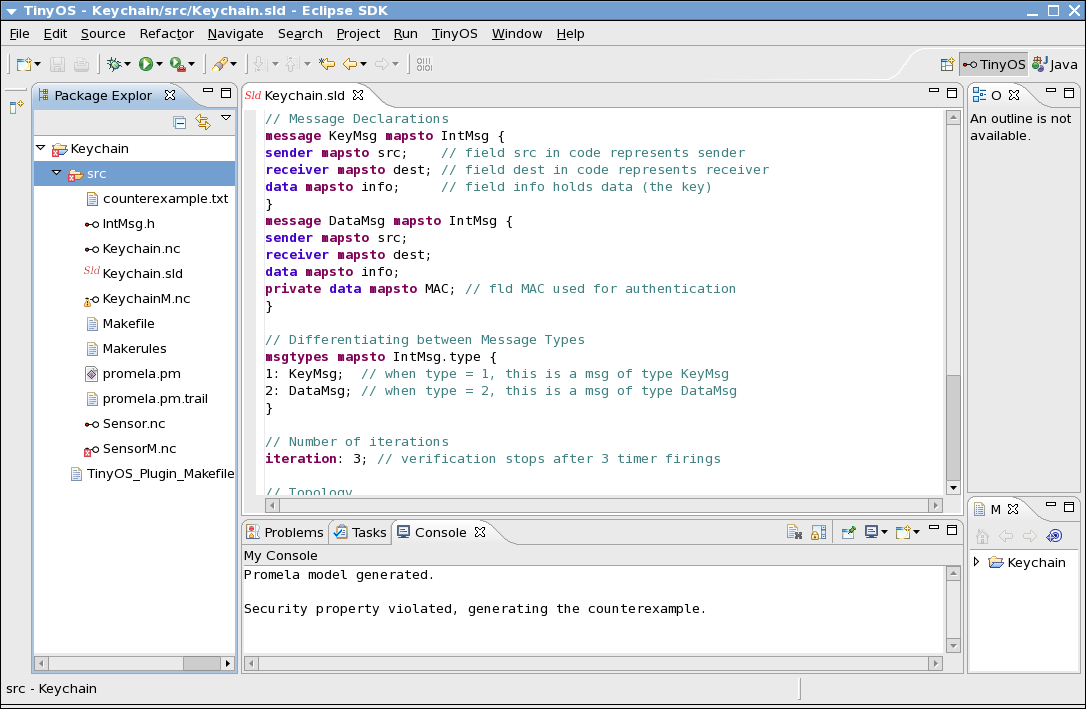 TinyOS - Keychain/src/Keychain.sld - Eclipse SDK
File Edit Source Refactor Navigate Search Project Run TinyOS Window Help
TinyOS Java
Package Explor
Keychain
src
counterexample.txt
IntMsg.h
Keychain.nc
Sld Keychain.sld
KeychainM.nc
Makefile
Makerules
promela.pm
promela.pm.trail
Sensor.nc
SensorM.nc
TinyOS_Plugin_Makefile
Sld Keychain.sld
// Message Declarations
message KeyMsg mapsto IntMsg {
sender mapsto src;    // field src in code represents sender
receiver mapsto dest; // field dest in code represents receiver
data mapsto info;     // field info holds data (the key)
}
message DataMsg mapsto IntMsg {
sender mapsto src;
receiver mapsto dest;
data mapsto info;
private data mapsto MAC; // fld MAC used for authentication
}
// Differentiating between Message Types
msgtypes mapsto IntMsg.type {
1: KeyMsg;  // when type = 1, this is a msg of type KeyMsg
2: DataMsg; // when type = 2, this is a msg of type DataMsg
}
// Number of iterations
iteration: 3; // verification stops after 3 timer firings
// Topology
O
An outline is not
available.
Problems Tasks Console
My Console
Promela model generated.
Security property violated, generating the counterexample.
M
Keychain
src - Keychain